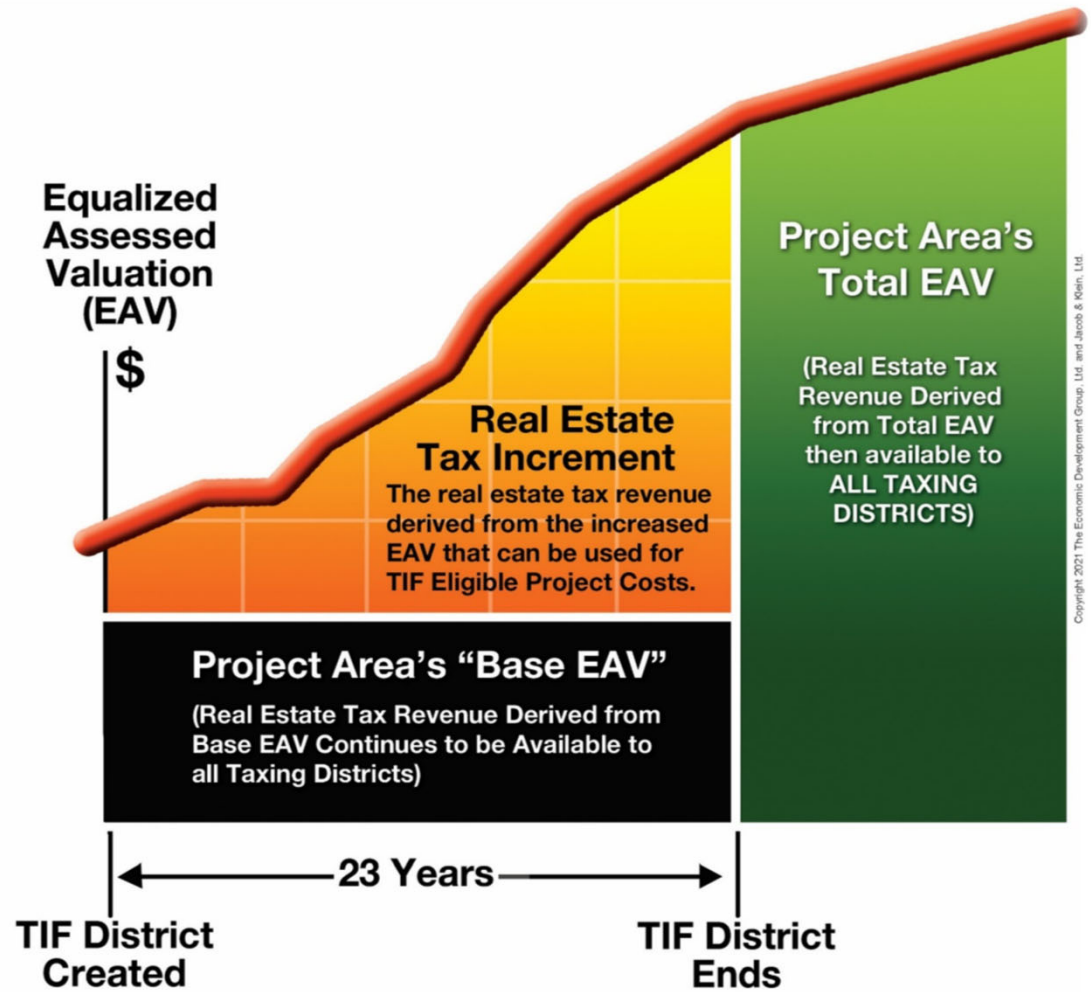 Equalized
Assessed
Valuation
(EAV)
$
Real Estate
Tax Increment
The real estate tax revenue
derived from the increased
EAV that can be used for
TIF Eligible Project Costs.
Project Area's
Total EAV
(Real Estate Tax
Revenue Derived
from Total EAV
then available to
ALL TAXING
DISTRICTS)
Copyright 2021 The Economic Development Group, Ltd. and Jacob & Klein, Ltd.
Project Area's “Base EAV”
(Real Estate Tax Revenue Derived from
Base EAV Continues to be Available to
all Taxing Districts)
23 Years
TIF District
Created
TIF District
Ends